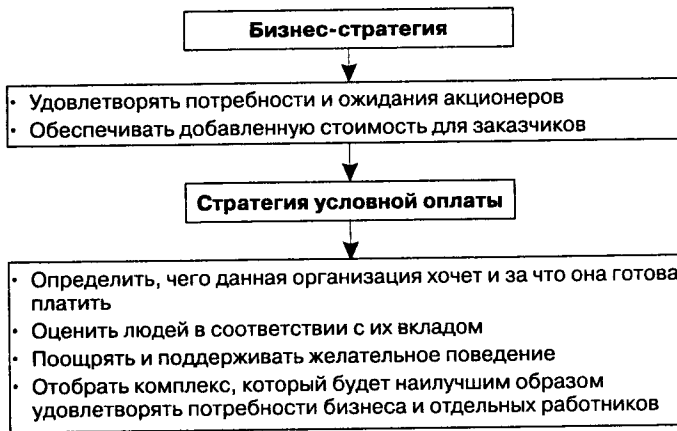 Бизнес-стратегия
• Удовлетворять потребности и ожидания акционеров
• Обеспечивать добавленную стоимость для заказчиков
Стратегия условной оплаты
• Определить, чего данная организация хочет и за что она готова
платить
• Оценить людей в соответствии с их вкладом
• Поощрять и поддерживать желательное поведение
• Отобрать комплекс, который будет наилучшим образом
удовлетворять потребности бизнеса и отдельных работников